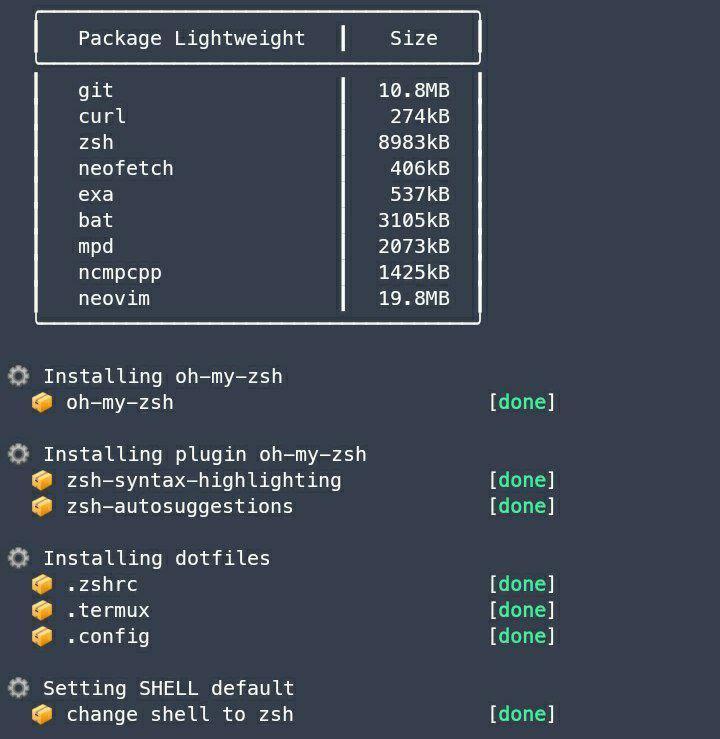 Package Lightweight | Size
git | 10.8MB
curl | 274kB
zsh | 8983kB
neofetch | 406kB
exa | 537kB
bat | 3105kB
mpd | 2073kB
ncmpcpp | 1425kB
neovim | 19.8MB
Installing oh-my-zsh
oh-my-zsh [done]
Installing plugin oh-my-zsh
zsh-syntax-highlighting [done]
zsh-autosuggestions [done]
Installing dotfiles
.zshrc [done]
.termux [done]
.config [done]
Setting SHELL default
change shell to zsh [done]